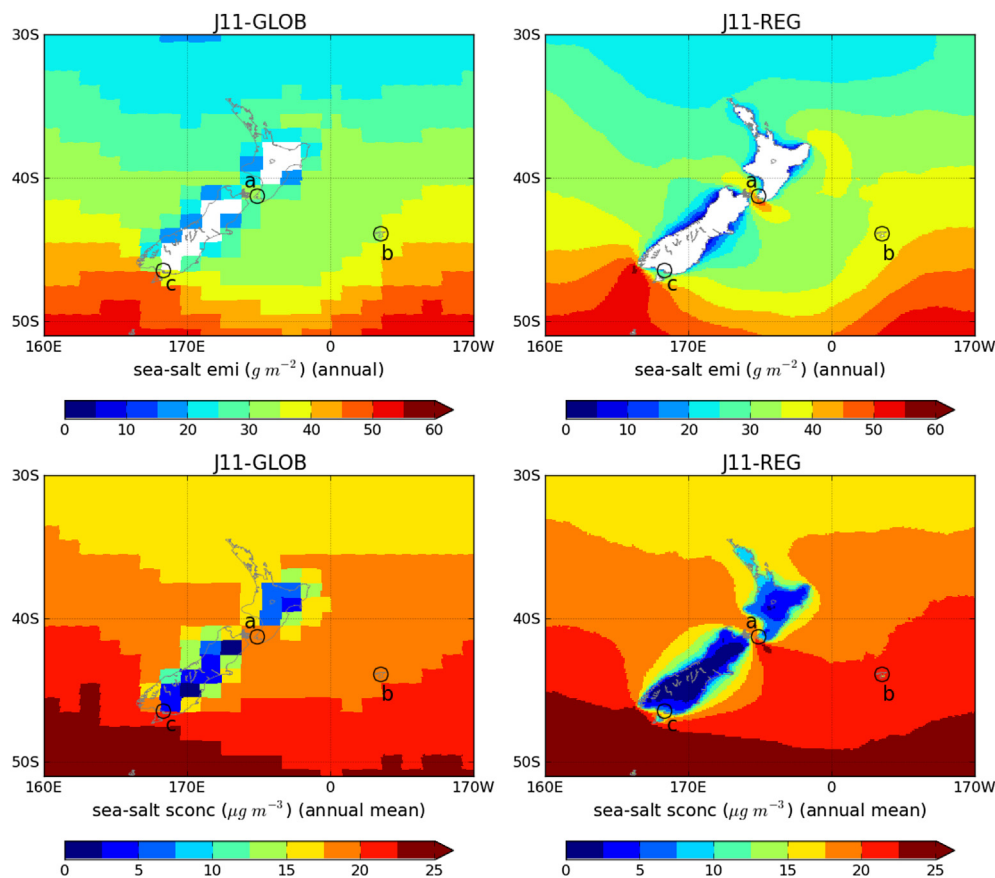 J11-GLOB
J11-REG
30S
40S
50S
a
b
c
160E 170E 0 170W
sea-salt emi (g m⁻²) (annual)
0 10 20 30 40 50 60
30S
40S
50S
a
b
c
160E 170E 0 170W
sea-salt emi (g m⁻²) (annual)
0 10 20 30 40 50 60
J11-GLOB
J11-REG
30S
40S
50S
a
b
c
160E 170E 0 170W
sea-salt sconc (μg m⁻³) (annual mean)
0 5 10 15 20 25
30S
40S
50S
a
b
c
160E 170E 0 170W
sea-salt sconc (μg m⁻³) (annual mean)
0 5 10 15 20 25